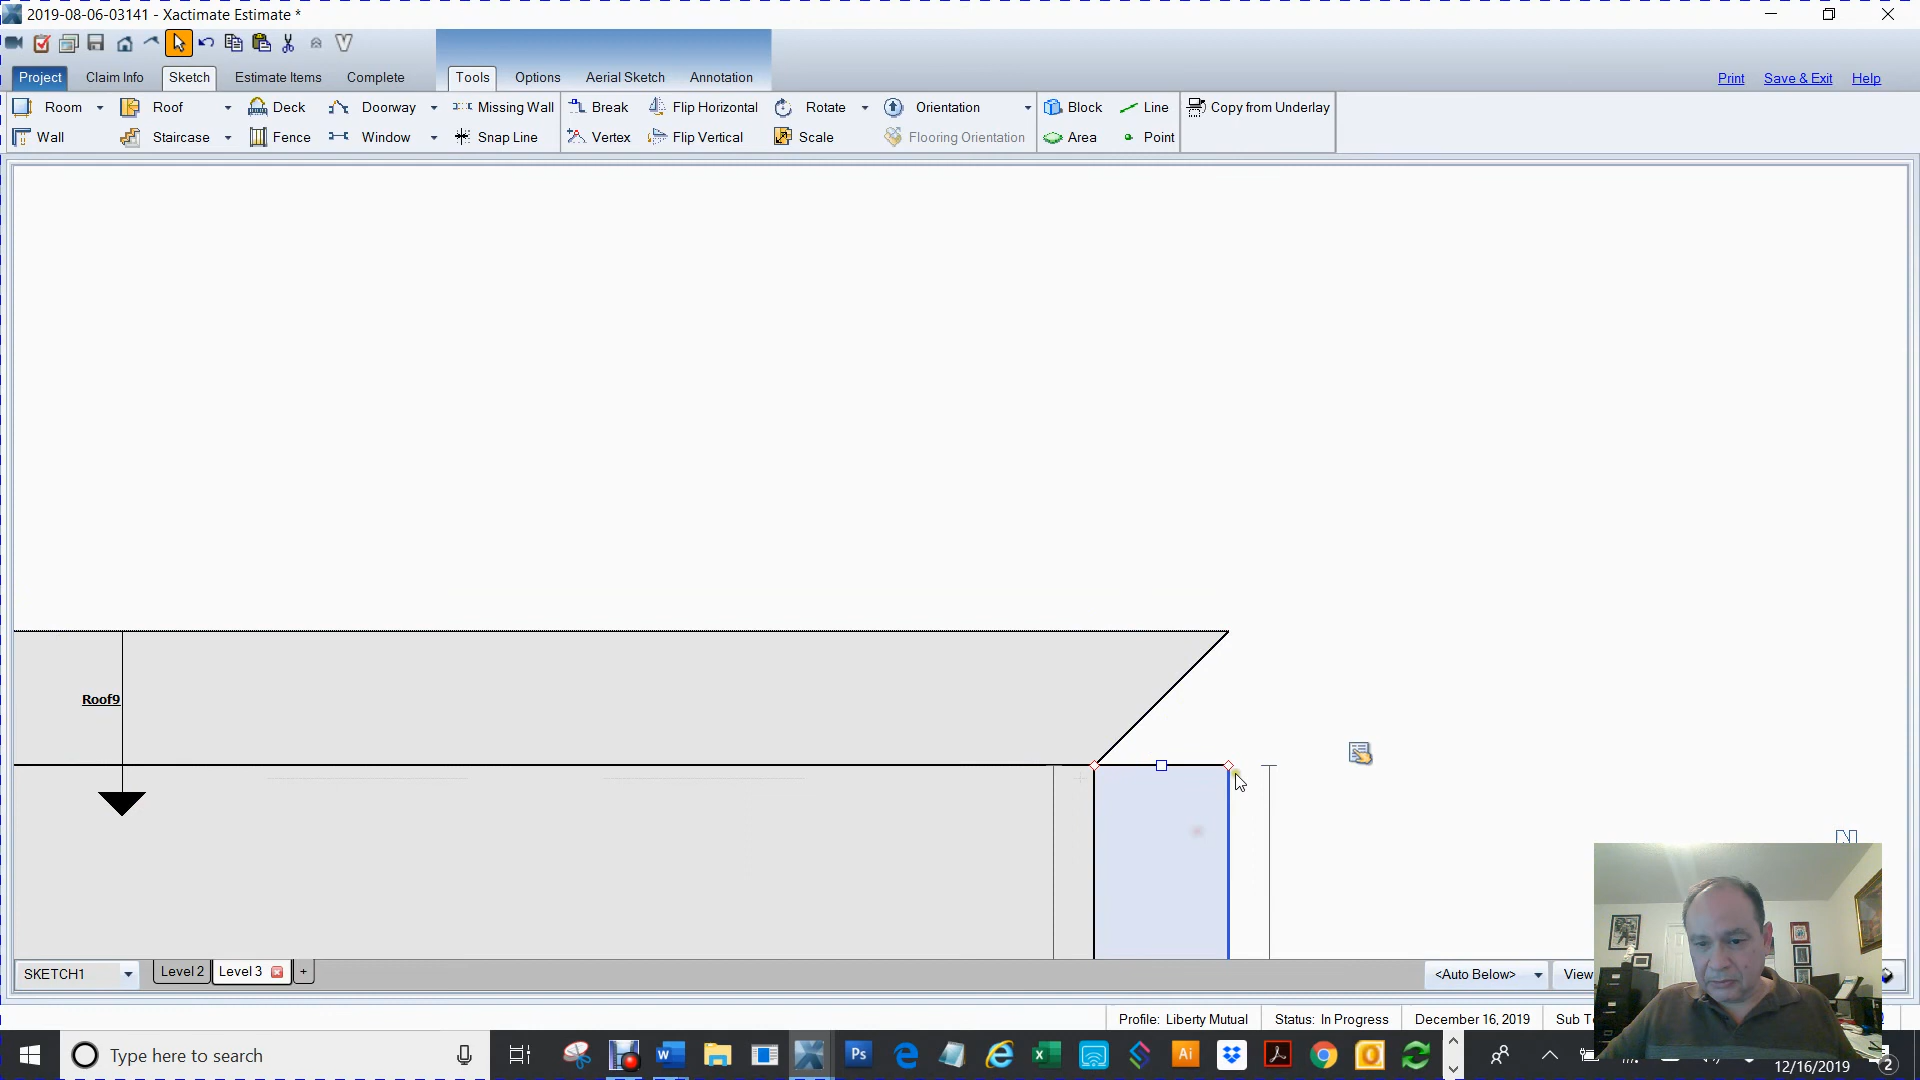 2019-08-06-03141 - Xactimate Estimate *
Project Claim Info Sketch Estimate Items Complete Tools Options Aerial Sketch Annotation Print Save & Exit Help
Room Roof Deck Doorway Missing Wall Break Flip Horizontal Rotate Orientation Block Line Copy from Underlay
Wall Staircase Fence Window Snap Line Vertex Flip Vertical Scale Flooring Orientation Area Point
Roof9
N
SKETCH1 Level 2 Level 3 + <Auto Below> View
Profile: Liberty Mutual Status: In Progress December 16, 2019 Sub
Type here to search
Ps
Ai
12/16/2019
2